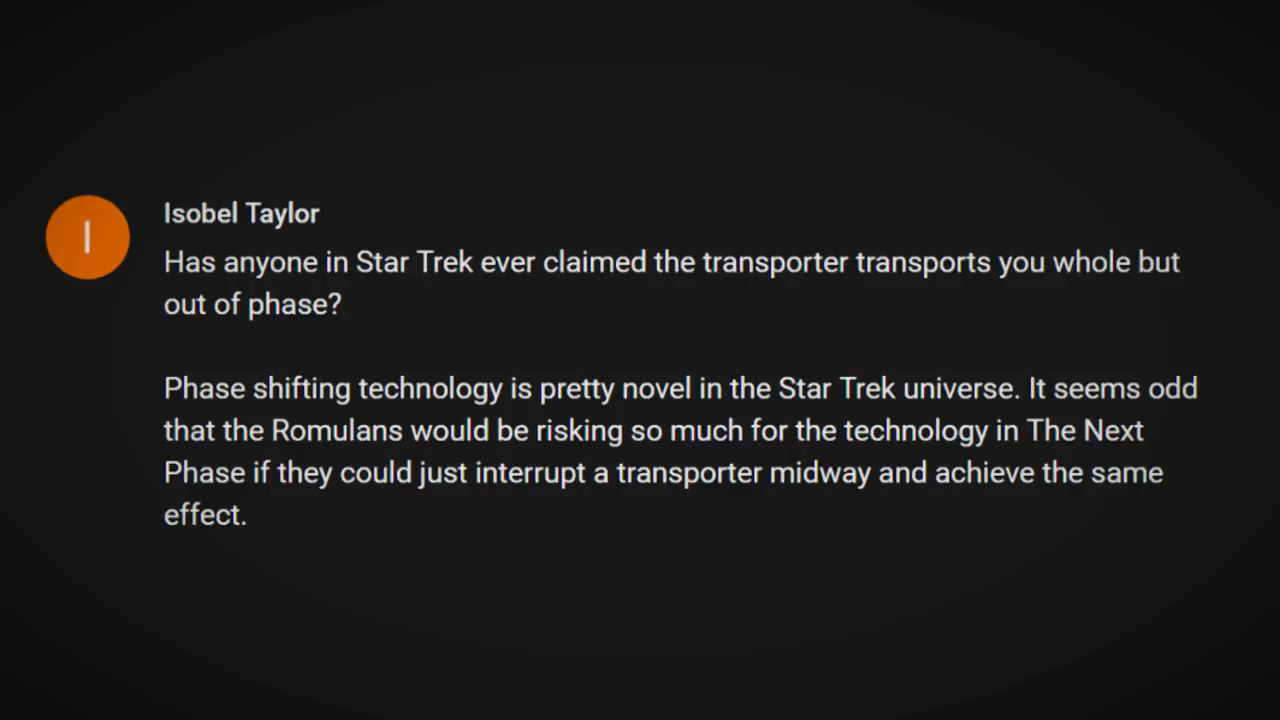 I
Isobel Taylor
Has anyone in Star Trek ever claimed the transporter transports you whole but
out of phase?
Phase shifting technology is pretty novel in the Star Trek universe. It seems odd
that the Romulans would be risking so much for the technology in The Next
Phase if they could just interrupt a transporter midway and achieve the same
effect.